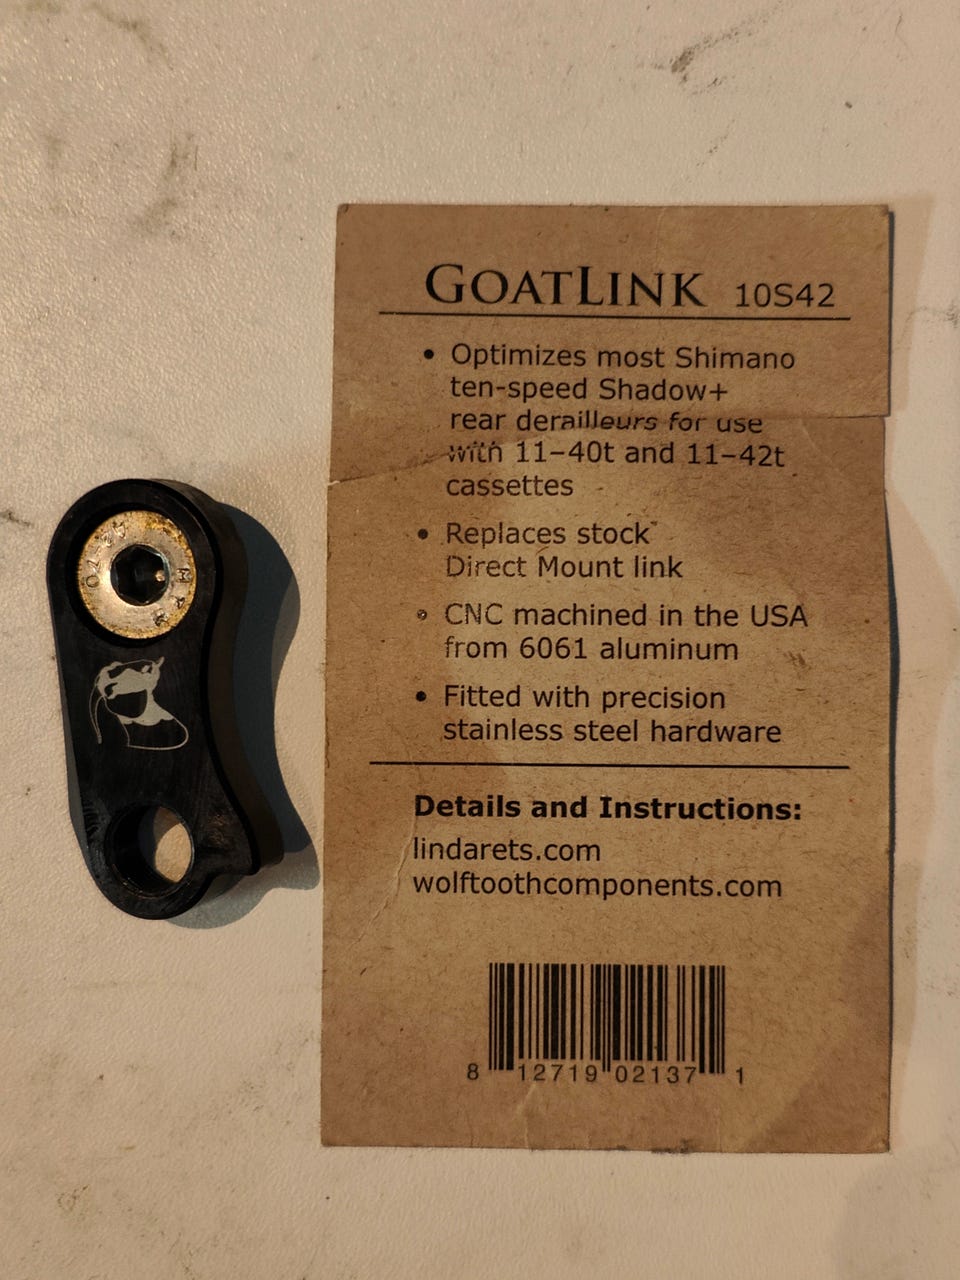 GOATLINK 10S42
• Optimizes most Shimano
ten-speed Shadow+
rear derailleurs for use
with 11–40t and 11–42t
cassettes
• Replaces stock
Direct Mount link
• CNC machined in the USA
from 6061 aluminum
• Fitted with precision
stainless steel hardware
Details and Instructions:
lindarets.com
wolftoothcomponents.com
8 12719 02137 1